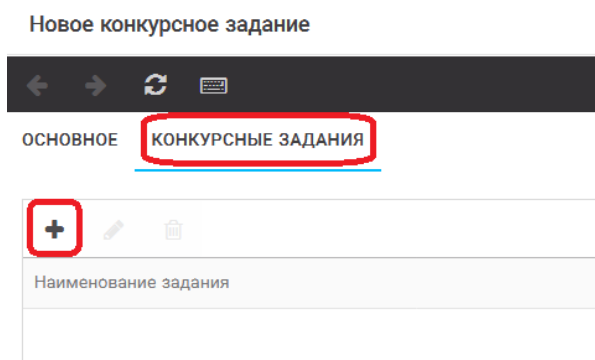 Новое конкурсное задание
ОСНОВНОЕ КОНКУРСНЫЕ ЗАДАНИЯ
Наименование задания